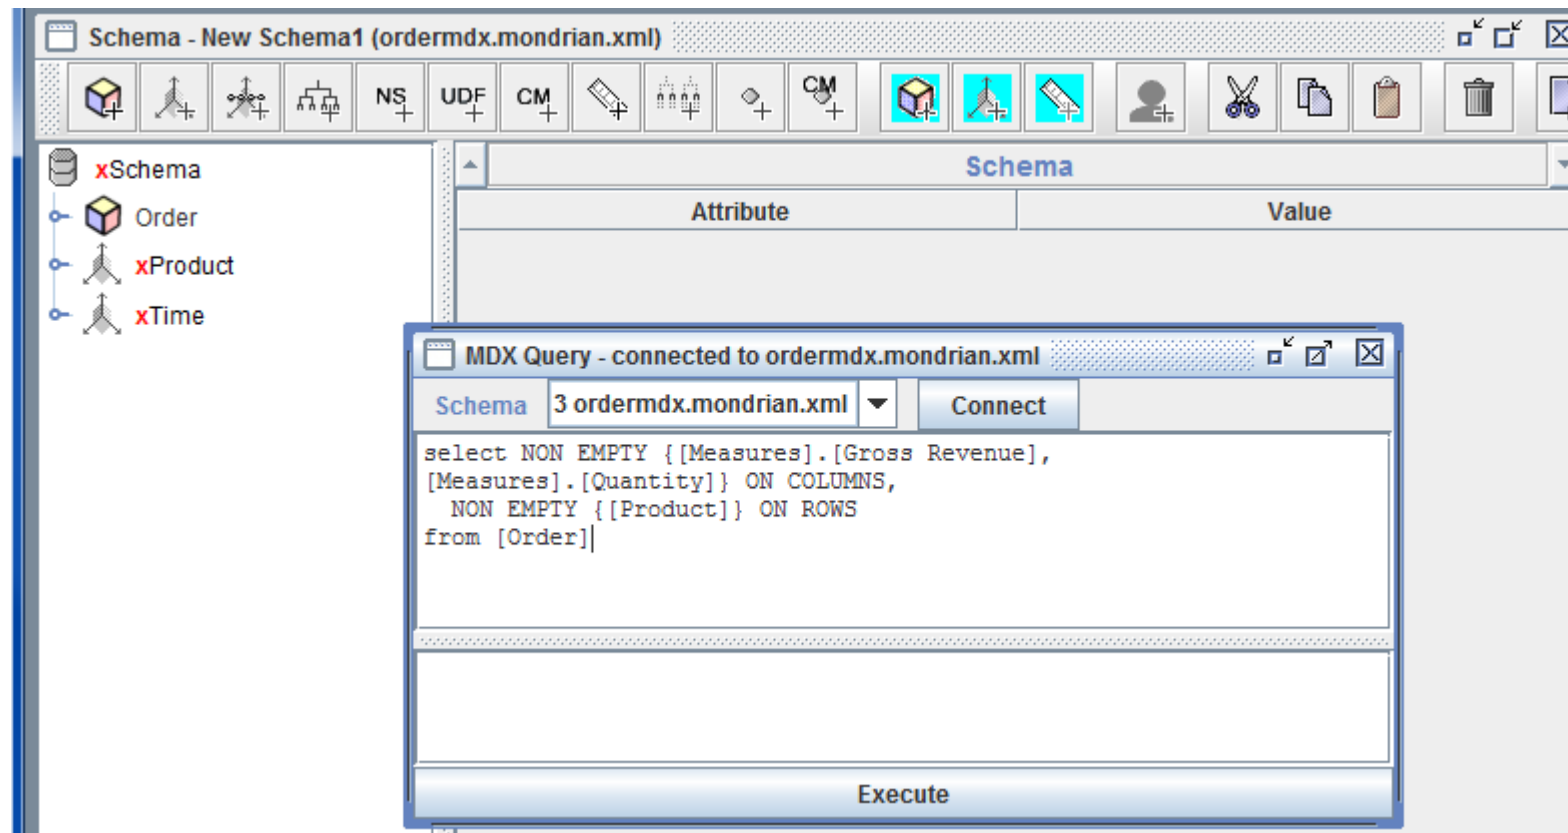 Schema - New Schema1 (ordermdx.mondrian.xml)
NS UDF CM CM
xSchema
Order
xProduct
xTime
Schema
Attribute Value
MDX Query - connected to ordermdx.mondrian.xml
Schema 3 ordermdx.mondrian.xml Connect
select NON EMPTY {[Measures].[Gross Revenue],
[Measures].[Quantity]} ON COLUMNS,
NON EMPTY {[Product]} ON ROWS
from [Order]
Execute